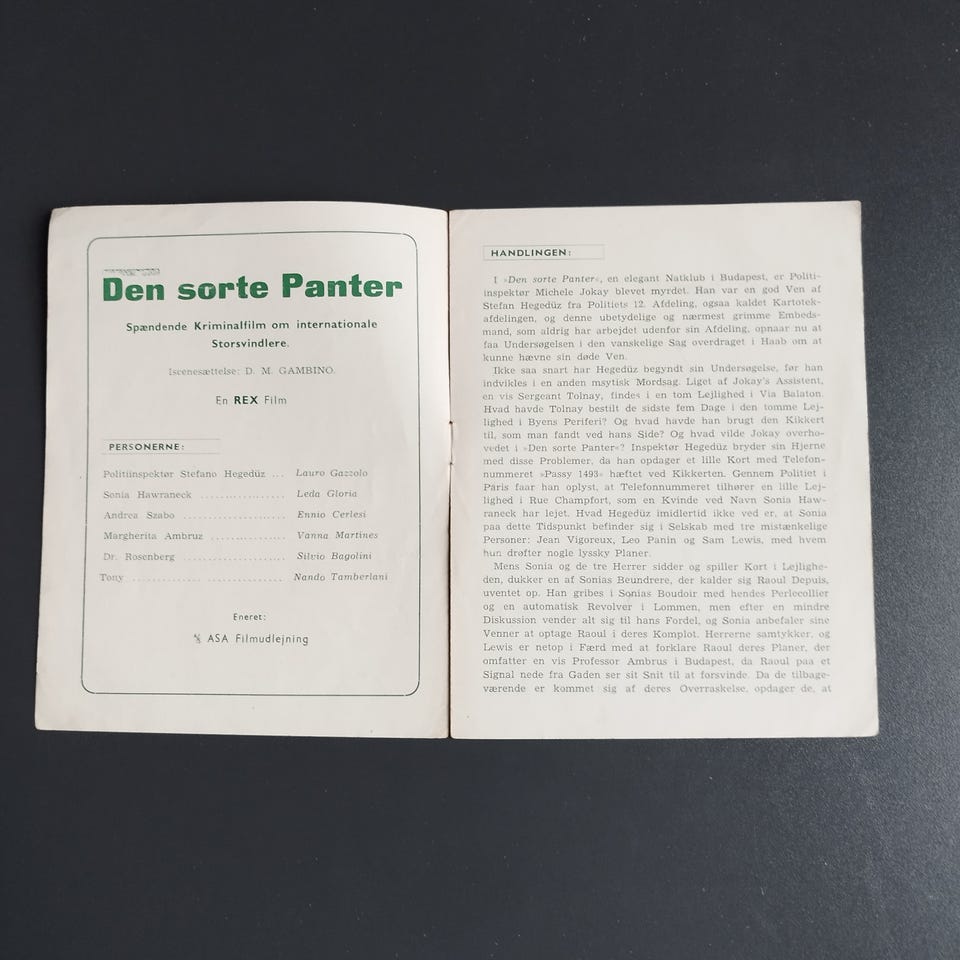 Den sorte Panter
Spændende Kriminalfilm om internationale
Storsvindlere.
Iscenesættelse: D. M. GAMBINO.
En REX Film
PERSONERNE:
Politiinspektør Stefano Hegedüz ... Lauro Gazzolo
Sonia Hawraneck ................. Leda Gloria
Andrea Szabo ..................... Ennio Cerlesi
Margherita Ambruz ............... Vanna Martines
Dr. Rosenberg .................... Silvio Bagolini
Tony .............................. Nando Tamberlani
Eneret:
A/S ASA Filmudlejning
HANDLINGEN:
I »Den sorte Panter«, en elegant Natklub i Budapest, er Politi-
inspektør Michele Jokay blevet myrdet. Han var en god Ven af
Stefan Hegedüz fra Politiets 12. Afdeling, ogsaa kaldet Kartotek-
afdelingen, og denne ubetydelige og nærmest grimme Embeds-
mand, som aldrig har arbejdet udenfor sin Afdeling, opnaar nu at
faa Undersøgelsen i den vanskelige Sag overdraget i Haab om at
kunne hævne sin døde Ven.
Ikke saa snart har Hegedüz begyndt sin Undersøgelse, før han
indvikles i en anden msytisk Mordsag. Liget af Jokay's Assistent,
en vis Sergeant Tolnay, findes i en tom Lejlighed i Via Balaton.
Hvad havde Tolnay bestilt de sidste fem Dage i den tomme Lej-
lighed i Byens Periferi? Og hvad havde han brugt den Kikkert
til, som man fandt ved hans Side? Og hvad vilde Jokay overho-
vedet i »Den sorte Panter«? Inspektør Hegedüz bryder sin Hjerne
med disse Problemer, da han opdager et lille Kort med Telefon-
nummeret »Passy 1493« hæftet ved Kikkerten. Gennem Politiet i
Paris faar han oplyst, at Telefonnummeret tilhører en lille Lej-
lighed i Rue Champfort, som en Kvinde ved Navn Sonia Haw-
raneck har lejet. Hvad Hegedüz imidlertid ikke ved er, at Sonia
paa dette Tidspunkt befinder sig i Selskab med tre mistænkelige
Personer: Jean Vigoreux, Leo Panin og Sam Lewis, med hvem
hun drøfter nogle lyssky Planer.
Mens Sonia og de tre Herrer sidder og spiller Kort i Lejlighe-
den, dukker en af Sonias Beundrere, der kalder sig Raoul Depuis,
uventet op. Han gribes i Sonias Boudoir med hendes Perlecollier
og en automatisk Revolver i Lommen, men efter en mindre
Diskussion vender alt sig til hans Fordel, og Sonia anbefaler sine
Venner at optage Raoul i deres Komplot. Herrerne samtykker, og
Lewis er netop i Færd med at forklare Raoul deres Planer, der
omfatter en vis Professor Ambrus i Budapest, da Raoul paa et
Signal nede fra Gaden ser sit Snit til at forsvinde. Da de tilbage-
værende er kommet sig af deres Overraskelse, opdager de, at